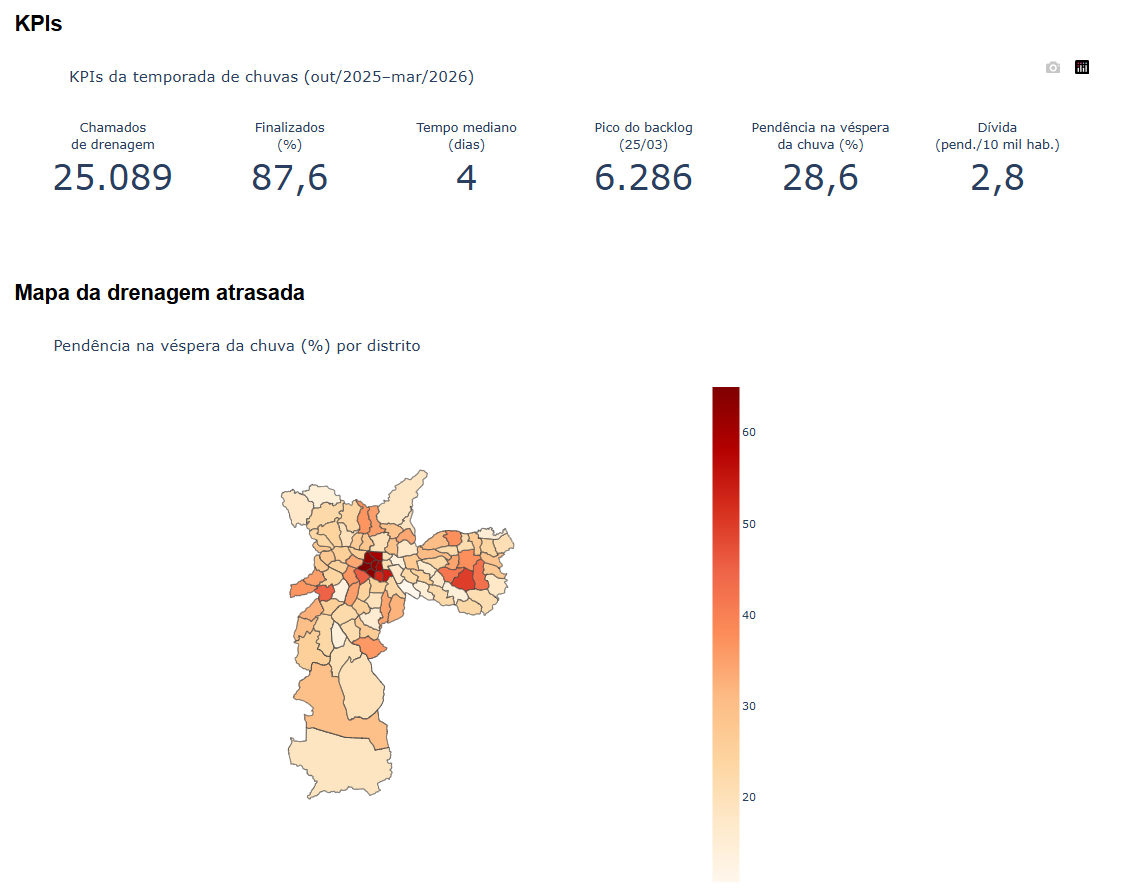 KPIs
KPIs da temporada de chuvas (out/2025–mar/2026)
Chamados
de drenagem
25.089
Finalizados
(%)
87,6
Tempo mediano
(dias)
4
Pico do backlog
(25/03)
6.286
Pendência na véspera
da chuva (%)
28,6
Dívida
(pend./10 mil hab.)
2,8
Mapa da drenagem atrasada
Pendência na véspera da chuva (%) por distrito
60
50
40
30
20